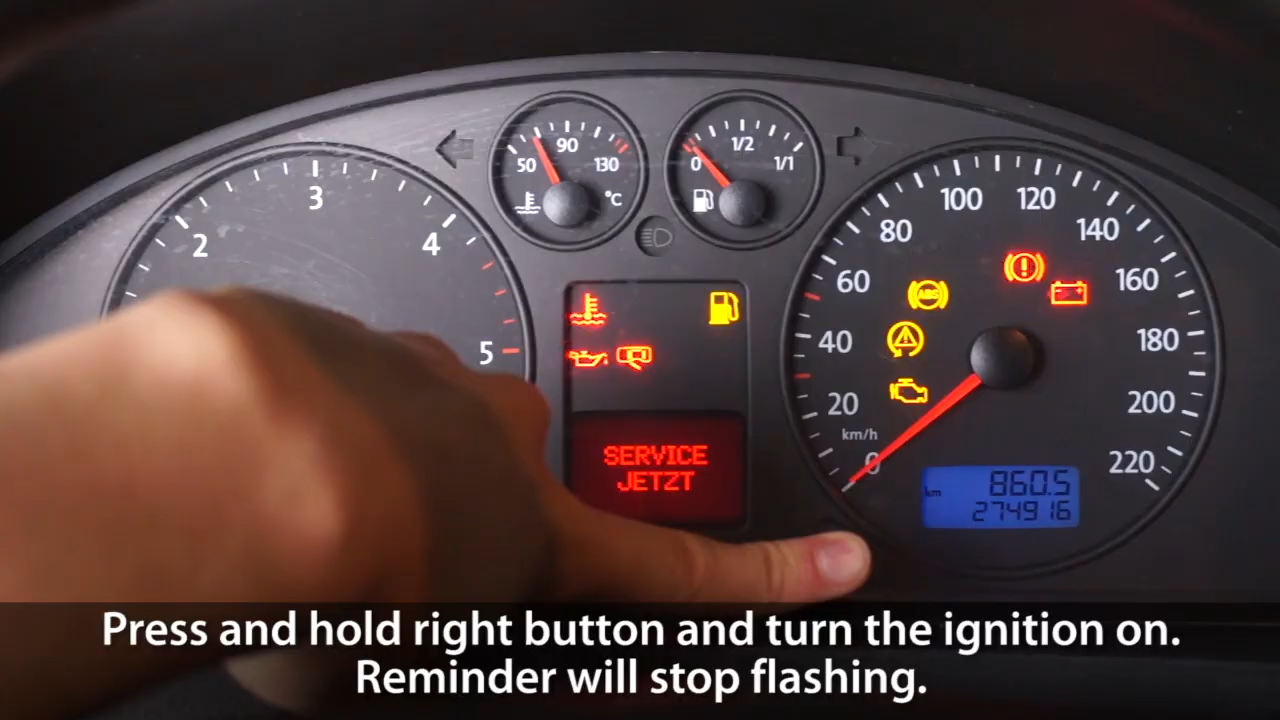 50 90 130 °C
0 1/2 1/1
2 3 4 5
0 20 40 60 80 100 120 140 160 180 200 220
km/h
ABS
SERVICE
JETZT
km 860.5
274916
Press and hold right button and turn the ignition on.
Reminder will stop flashing.